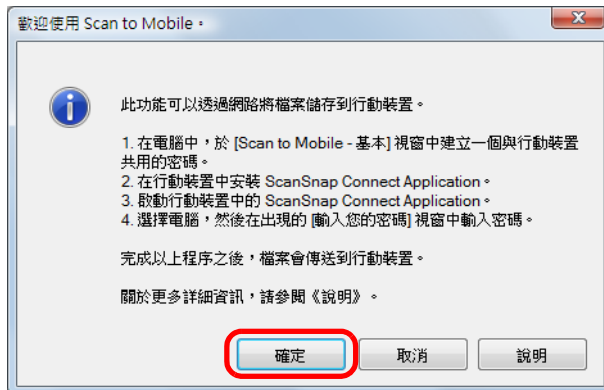 歡迎使用 Scan to Mobile。
此功能可以透過網路將檔案儲存到行動裝置。
1. 在電腦中，於 [Scan to Mobile - 基本] 視窗中建立一個與行動裝置
共用的密碼。
2. 在行動裝置中安裝 ScanSnap Connect Application。
3. 啟動行動裝置中的 ScanSnap Connect Application。
4. 選擇電腦，然後在出現的 [輸入您的密碼] 視窗中輸入密碼。
完成以上程序之後，檔案會傳送到行動裝置。
關於更多詳細資訊，請參閱《說明》。
確定 取消 說明